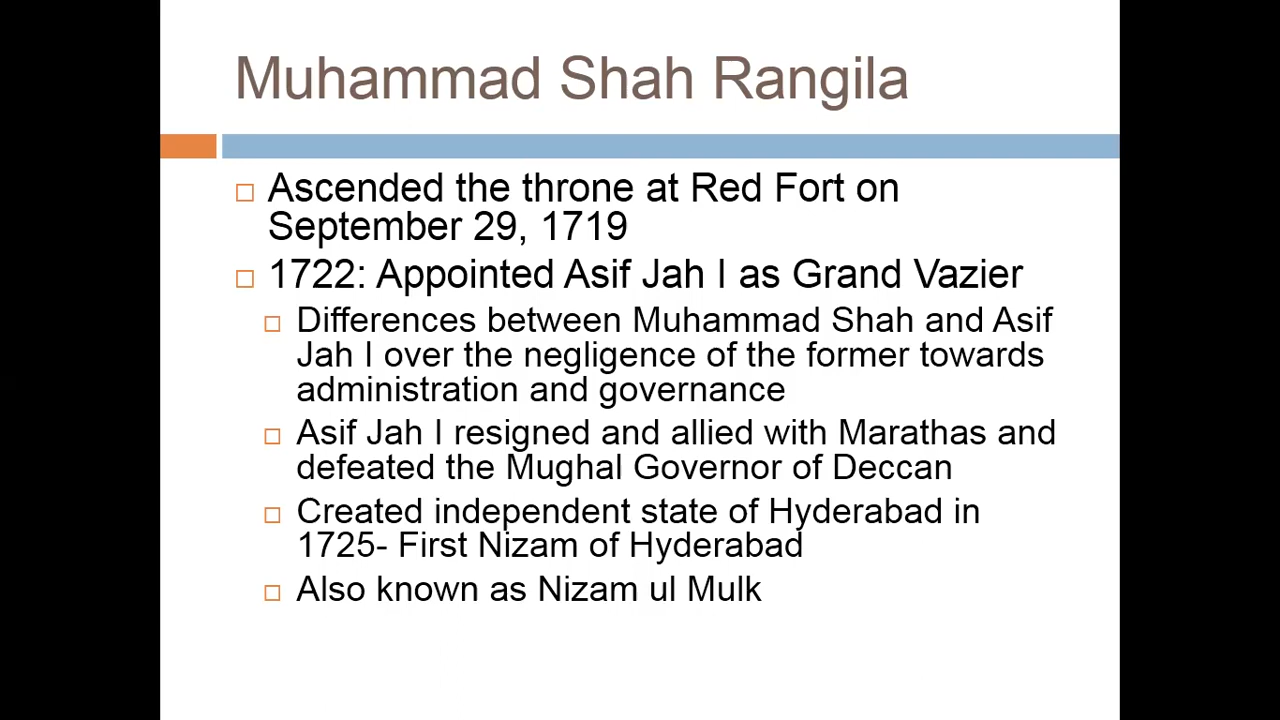 Muhammad Shah Rangila
Ascended the throne at Red Fort on
September 29, 1719
1722: Appointed Asif Jah I as Grand Vazier
Differences between Muhammad Shah and Asif
Jah I over the negligence of the former towards
administration and governance
Asif Jah I resigned and allied with Marathas and
defeated the Mughal Governor of Deccan
Created independent state of Hyderabad in
1725- First Nizam of Hyderabad
Also known as Nizam ul Mulk